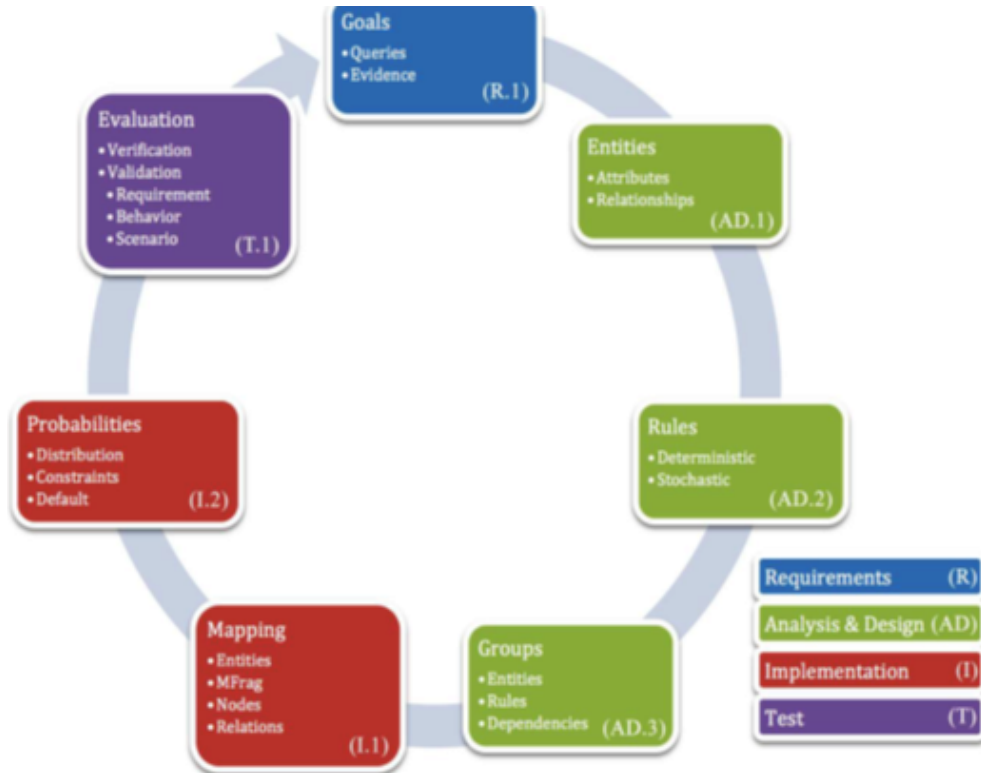 Goals
• Queries
• Evidence
(R.1)
Entities
• Attributes
• Relationships
(AD.1)
Rules
• Deterministic
• Stochastic
(AD.2)
Groups
• Entities
• Rules
• Dependencies
(AD.3)
Mapping
• Entities
• MFrag
• Nodes
• Relations
(I.1)
Probabilities
• Distribution
• Constraints
• Default
(I.2)
Evaluation
• Verification
• Validation
• Requirement
• Behavior
• Scenario
(T.1)
Requirements (R)
Analysis & Design (AD)
Implementation (I)
Test (T)